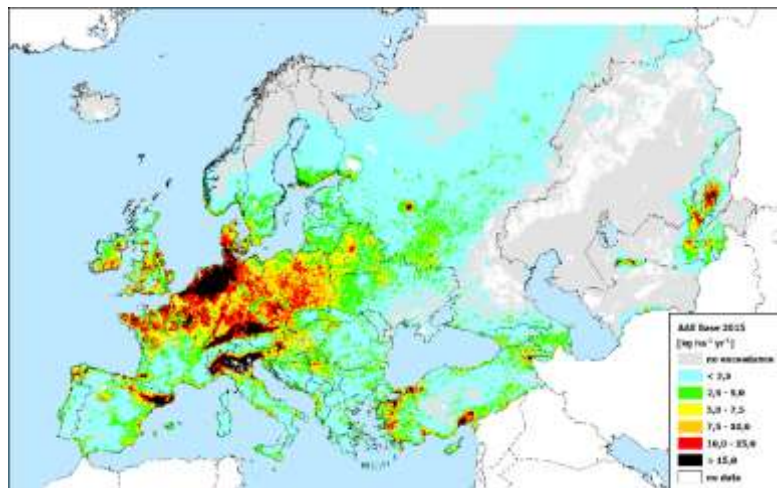 AAE Base 2015
[kg ha⁻¹ yr⁻¹]
no exceedance
< 2,5
2,5 - 5,0
5,0 - 7,5
7,5 - 10,0
10,0 - 15,0
> 15,0
no data